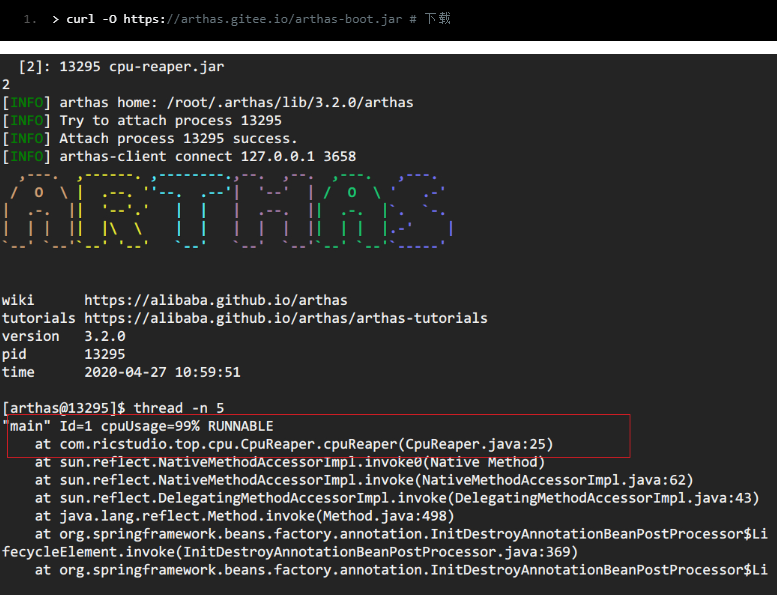 1. > curl -O https://arthas.gitee.io/arthas-boot.jar # 下载
[2]: 13295 cpu-reaper.jar
2
[INFO] arthas home: /root/.arthas/lib/3.2.0/arthas
[INFO] Try to attach process 13295
[INFO] Attach process 13295 success.
[INFO] arthas-client connect 127.0.0.1 3658
ARTHAS
wiki https://alibaba.github.io/arthas
tutorials https://alibaba.github.io/arthas/arthas-tutorials
version 3.2.0
pid 13295
time 2020-04-27 10:59:51
[arthas@13295]$ thread -n 5
"main" Id=1 cpuUsage=99% RUNNABLE
at com.ricstudio.top.cpu.CpuReaper.cpuReaper(CpuReaper.java:25)
at sun.reflect.NativeMethodAccessorImpl.invoke0(Native Method)
at sun.reflect.NativeMethodAccessorImpl.invoke(NativeMethodAccessorImpl.java:62)
at sun.reflect.DelegatingMethodAccessorImpl.invoke(DelegatingMethodAccessorImpl.java:43)
at java.lang.reflect.Method.invoke(Method.java:498)
at org.springframework.beans.factory.annotation.InitDestroyAnnotationBeanPostProcessor$Li
fecycleElement.invoke(InitDestroyAnnotationBeanPostProcessor.java:369)
at org.springframework.beans.factory.annotation.InitDestroyAnnotationBeanPostProcessor$Li